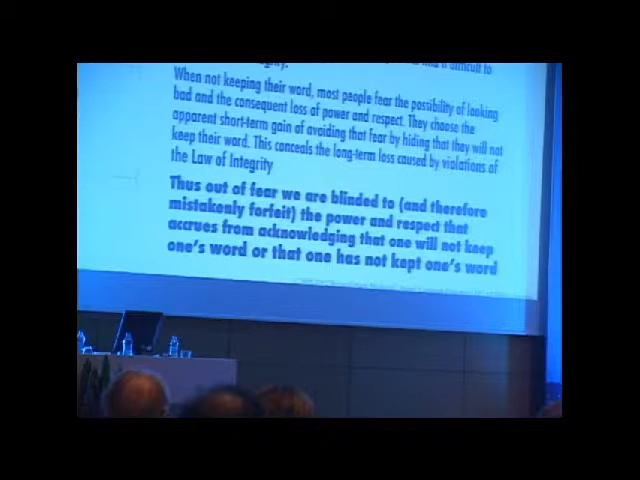 difficult to
When not keeping their word, most people fear the possibility of looking
bad and the consequent loss of power and respect. They choose the
apparent short-term gain of avoiding that fear by hiding that they will not
keep their word. This conceals the long-term loss caused by violations of
the Law of Integrity
Thus out of fear we are blinded to (and therefore
mistakenly forfeit) the power and respect that
accrues from acknowledging that one will not keep
one's word or that one has not kept one's word